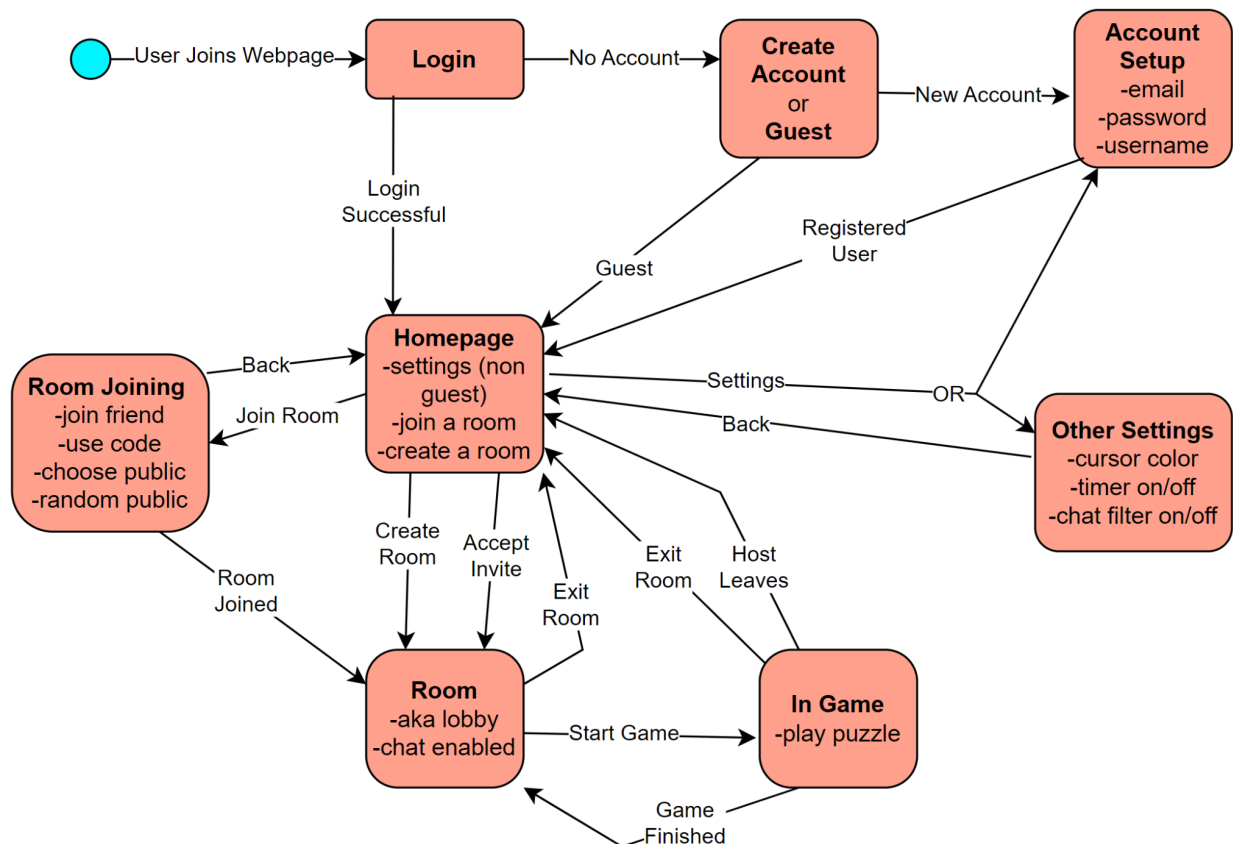 User Joins Webpage
Login
No Account
Create
Account
or
Guest
New Account
Account
Setup
-email
-password
-username
Login
Successful
Guest
Registered
User
Homepage
-settings (non
guest)
-join a room
-create a room
Back
Room Joining
-join friend
-use code
-choose public
-random public
Join Room
Settings
OR
Back
Other Settings
-cursor color
-timer on/off
-chat filter on/off
Create
Room
Accept
Invite
Exit
Room
Exit
Room
Host
Leaves
Room
Joined
Room
-aka lobby
-chat enabled
Start Game
In Game
-play puzzle
Game
Finished